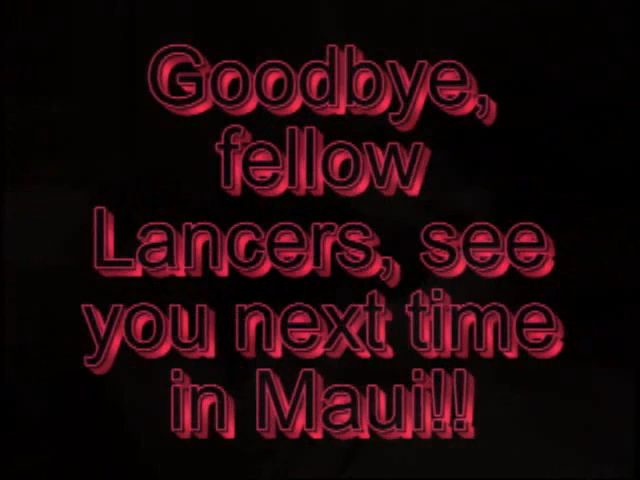 Goodbye,
fellow
Lancers, see
you next time
in Maui!!